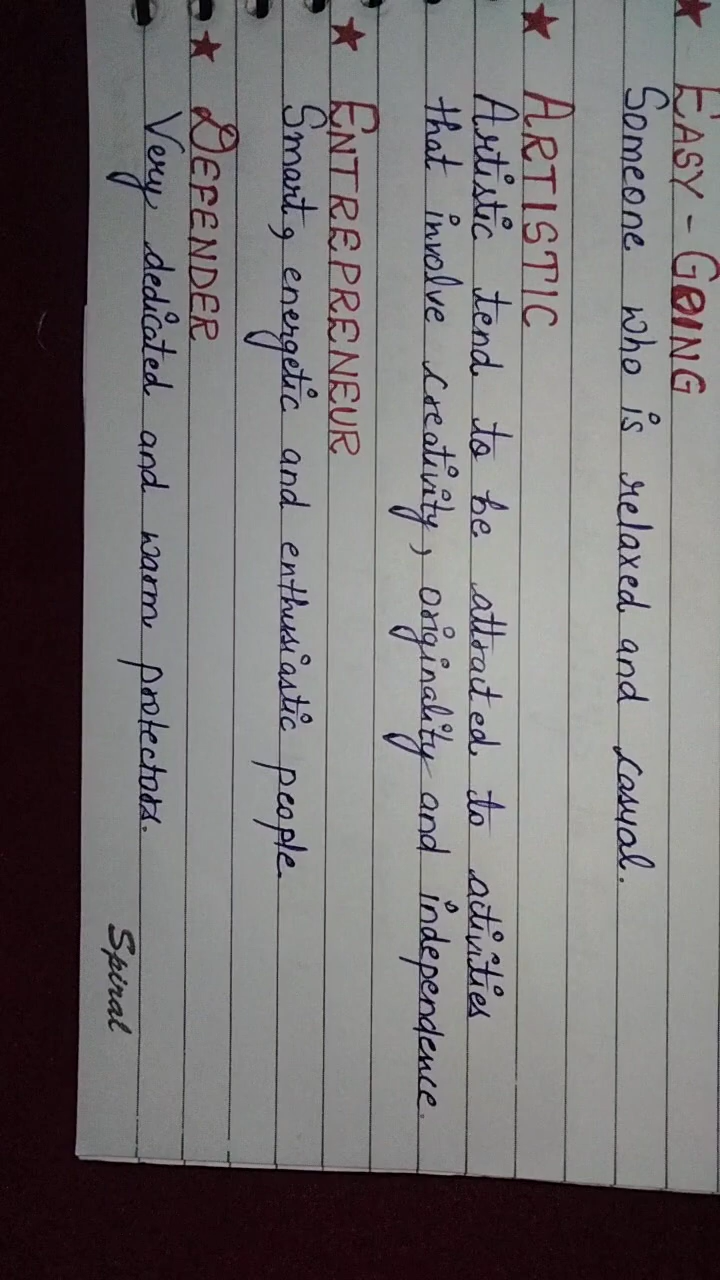 ★ EASY-GOING
Someone who is relaxed and casual.
★ ARTISTIC
Artistic tend to be attracted to activities
that involve creativity, originality and independence.
★ ENTREPRENEUR
Smart, energetic and enthusiastic people.
★ DEFENDER
Very dedicated and warm protectors.
Spiral